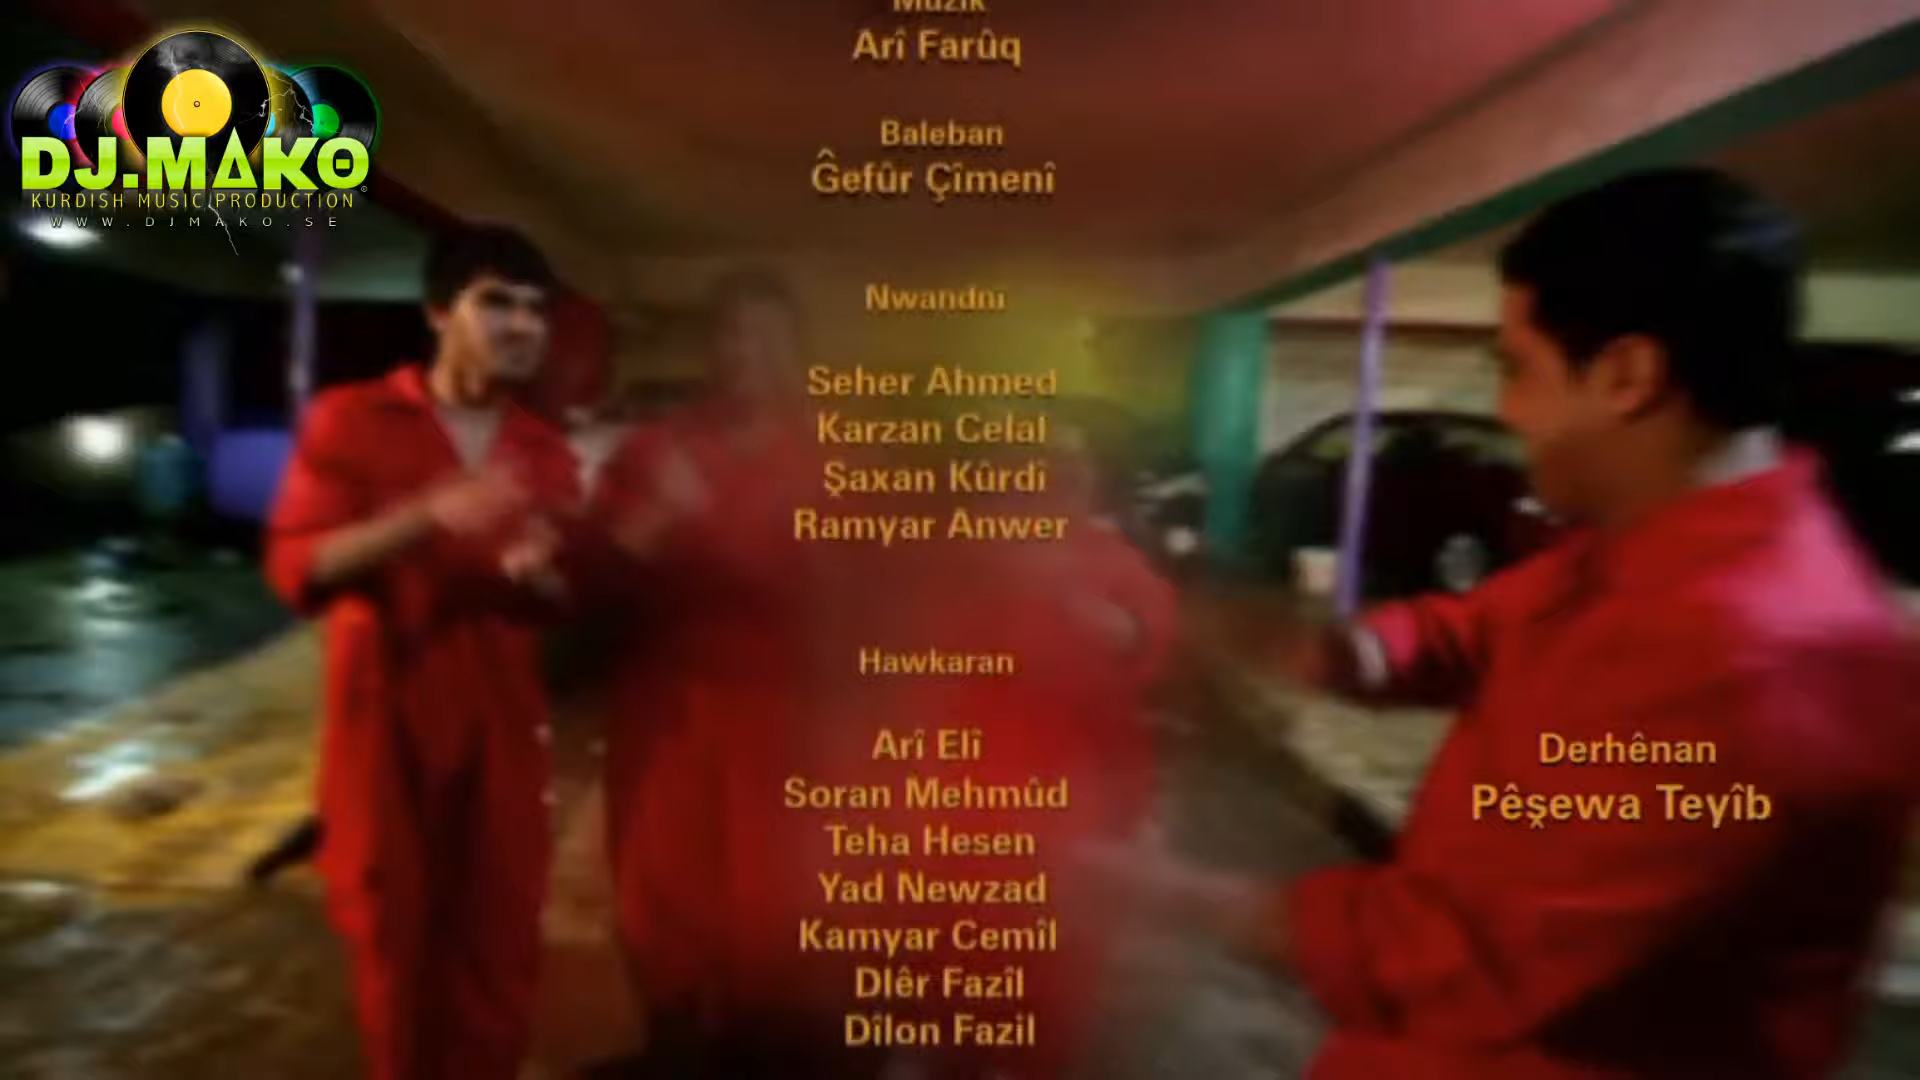 DJ.MAKO
KURDISH MUSIC PRODUCTION
WWW.DJMAKO.SE
Muzîk
Arî Farûq
Baleban
Ĝefûr Çîmenî
Nwandnı
Seher Ahmed
Karzan Celal
Şaxan Kûrdî
Ramyar Anwer
Hawkaran
Arî Elî
Soran Mehmûd
Teha Hesen
Yad Newzad
Kamyar Cemîl
Dlêr Fazîl
Dîlon Fazil
Derhênan
Pêşewa Teyîb